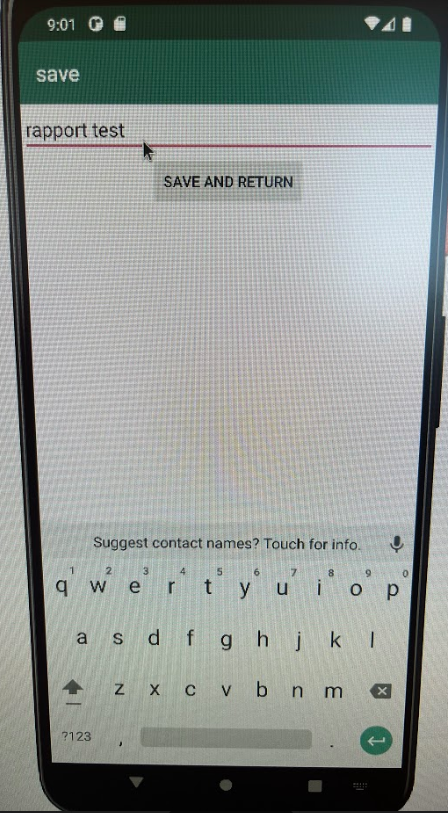 9:01
save
rapport test
SAVE AND RETURN
Suggest contact names? Touch for info.
1 2 3 4 5 6 7 8 9 0
q w e r t y u i o p
a s d f g h j k l
z x c v b n m
?123 , .